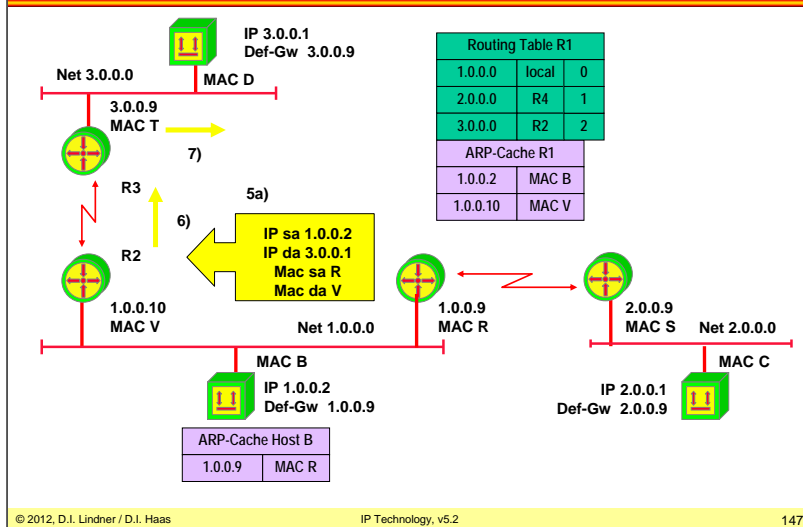 IP 3.0.0.1
Def-Gw 3.0.0.9
Net 3.0.0.0
MAC D
3.0.0.9
MAC T
7)
R3
5a)
6)
R2
IP sa 1.0.0.2
IP da 3.0.0.1
Mac sa R
Mac da V
Routing Table R1
1.0.0.0 local 0
2.0.0.0 R4 1
3.0.0.0 R2 2
ARP-Cache R1
1.0.0.2 MAC B
1.0.0.10 MAC V
1.0.0.10
MAC V
Net 1.0.0.0
1.0.0.9
MAC R
2.0.0.9
MAC S
Net 2.0.0.0
MAC B
MAC C
IP 1.0.0.2
Def-Gw 1.0.0.9
IP 2.0.0.1
Def-Gw 2.0.0.9
ARP-Cache Host B
1.0.0.9 MAC R
© 2012, D.I. Lindner / D.I. Haas IP Technology, v5.2 147